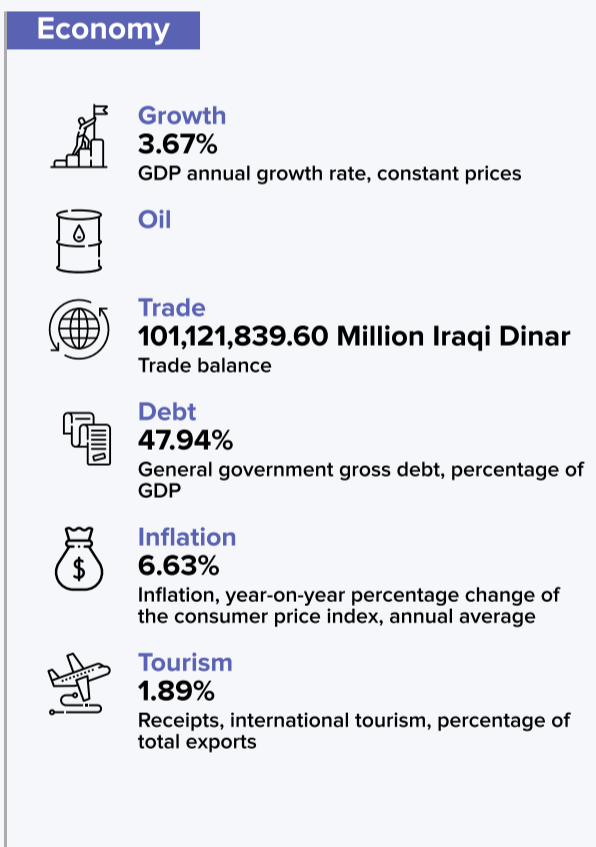 Economy
Growth
3.67%
GDP annual growth rate, constant prices
Oil
Trade
101,121,839.60 Million Iraqi Dinar
Trade balance
Debt
47.94%
General government gross debt, percentage of
GDP
Inflation
6.63%
$
Inflation, year-on-year percentage change of
the consumer price index, annual average
Tourism
1.89%
Receipts, international tourism, percentage of
total exports